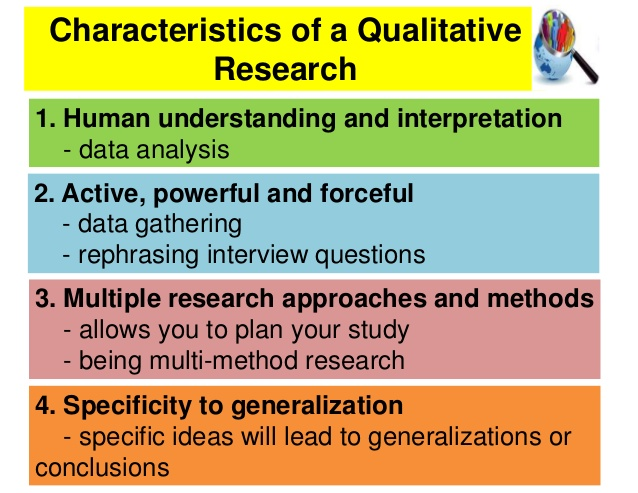 Characteristics of a Qualitative
Research
1. Human understanding and interpretation
- data analysis
2. Active, powerful and forceful
- data gathering
- rephrasing interview questions
3. Multiple research approaches and methods
- allows you to plan your study
- being multi-method research
4. Specificity to generalization
- specific ideas will lead to generalizations or
conclusions